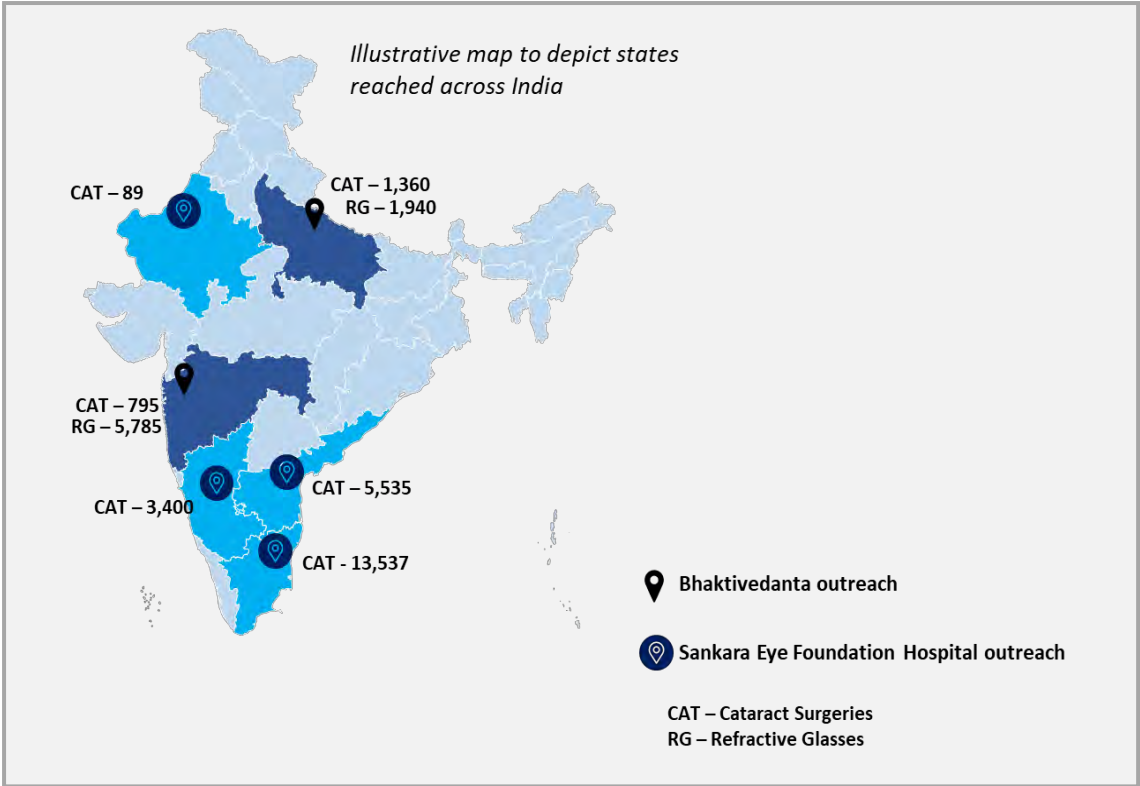 Illustrative map to depict states
reached across India
CAT – 89
CAT – 1,360
RG – 1,940
CAT – 795
RG – 5,785
CAT – 5,535
CAT – 3,400
CAT - 13,537
Bhaktivedanta outreach
Sankara Eye Foundation Hospital outreach
CAT – Cataract Surgeries
RG – Refractive Glasses